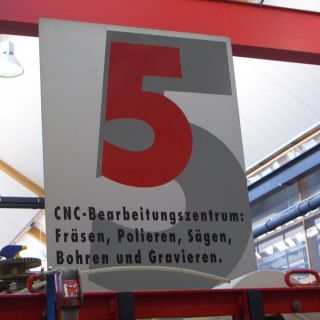 5
CNC-Bearbeitungszentrum:
Fräsen, Polieren, Sägen,
Bohren und Gravieren.